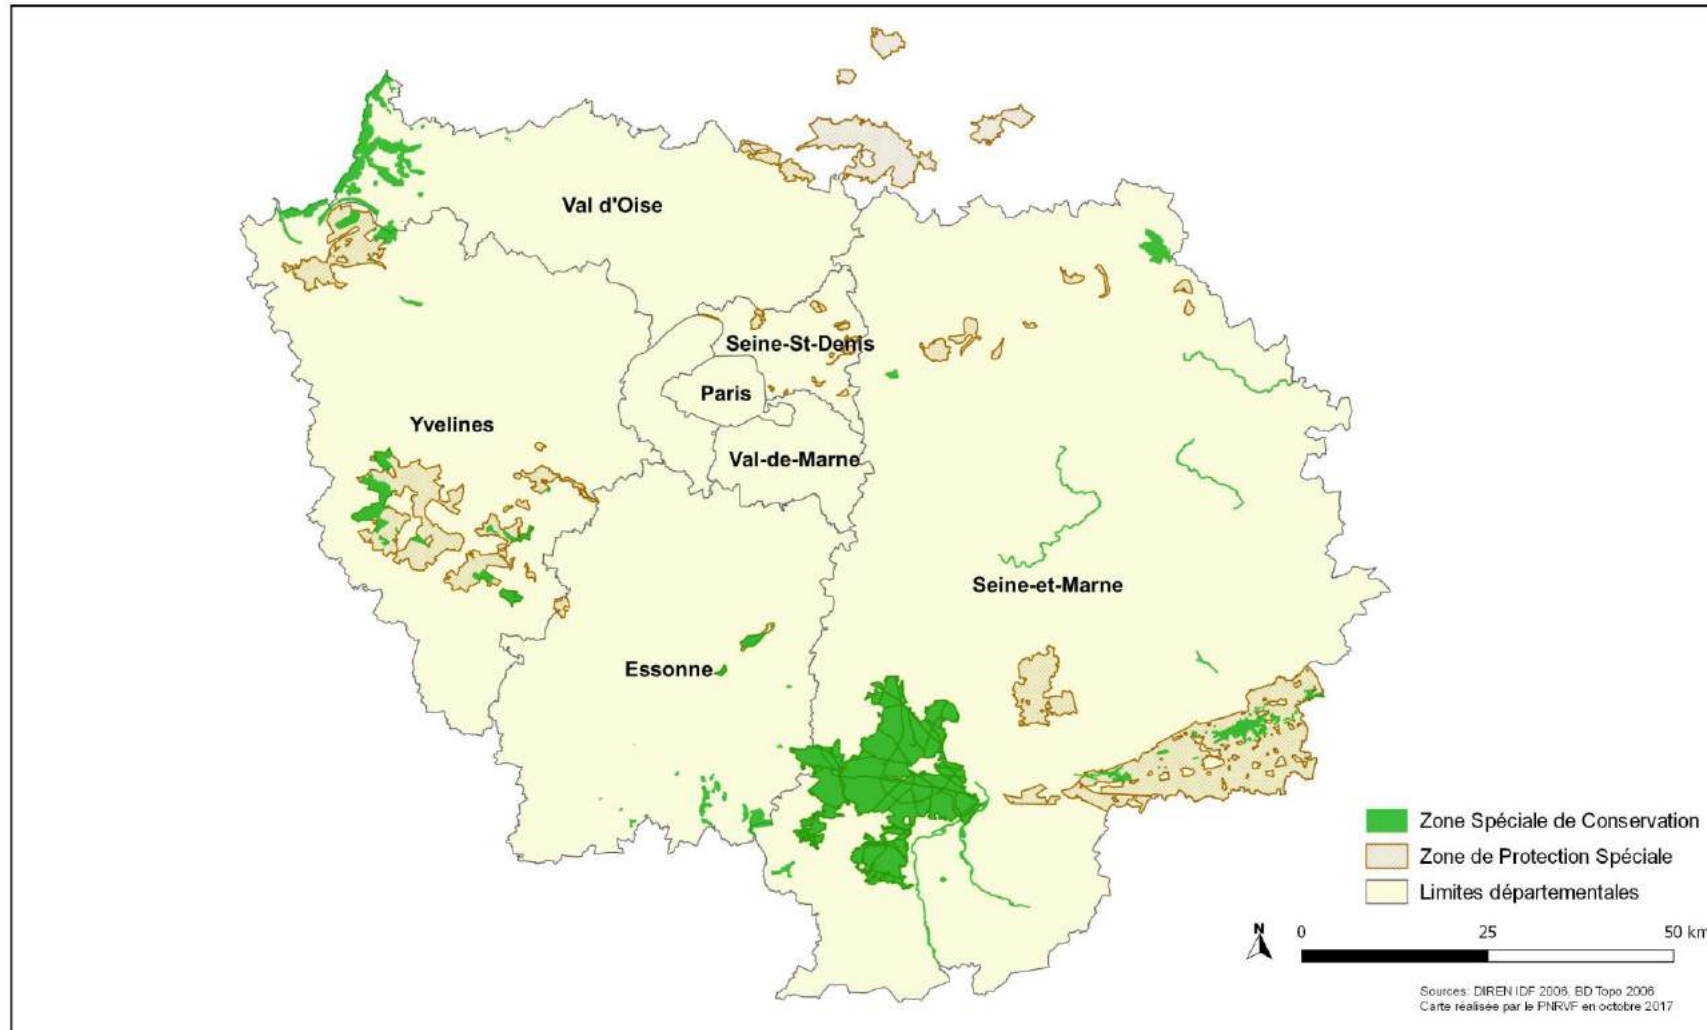 Val d'Oise
Seine-St-Denis
Paris
Yvelines
Val-de-Marne
Seine-et-Marne
Essonne
Zone Spéciale de Conservation
Zone de Protection Spéciale
Limites départementales
N
0 25 50 km
Sources: DIREN IDF 2006, BD Topo 2006
Carte réalisée par le PNRVF en octobre 2017